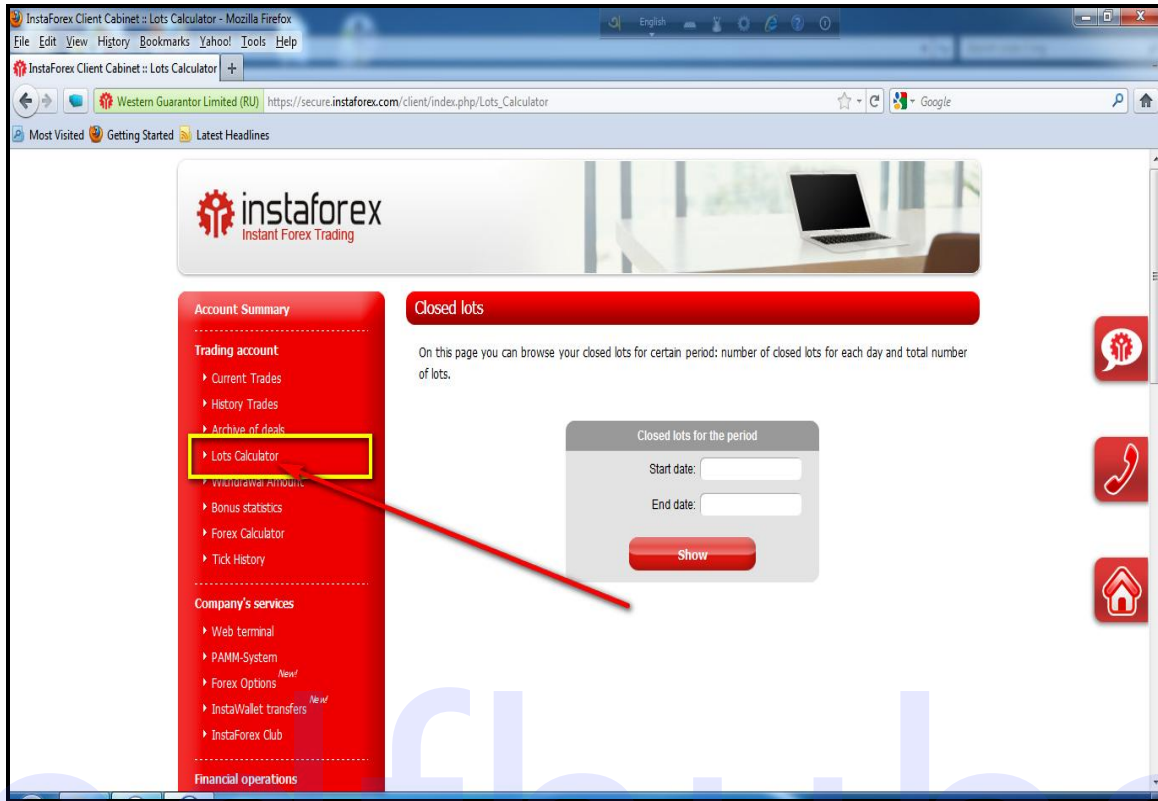 InstaForex Client Cabinet :: Lots Calculator - Mozilla Firefox
English
File Edit View History Bookmarks Yahoo! Tools Help
InstaForex Client Cabinet :: Lots Calculator +
Western Guarantor Limited (RU) https://secure.instaforex.com/client/index.php/Lots_Calculator
Google
Most Visited Getting Started Latest Headlines
instaforex
Instant Forex Trading
Account Summary
Trading account
Current Trades
History Trades
Archive of deals
Lots Calculator
Withdrawal Amount
Bonus statistics
Forex Calculator
Tick History
Company's services
Web terminal
PAMM-System
Forex Options New!
InstaWallet transfers New!
InstaForex Club
Financial operations
Closed lots
On this page you can browse your closed lots for certain period: number of closed lots for each day and total number
of lots.
Closed lots for the period
Start date:
End date:
Show